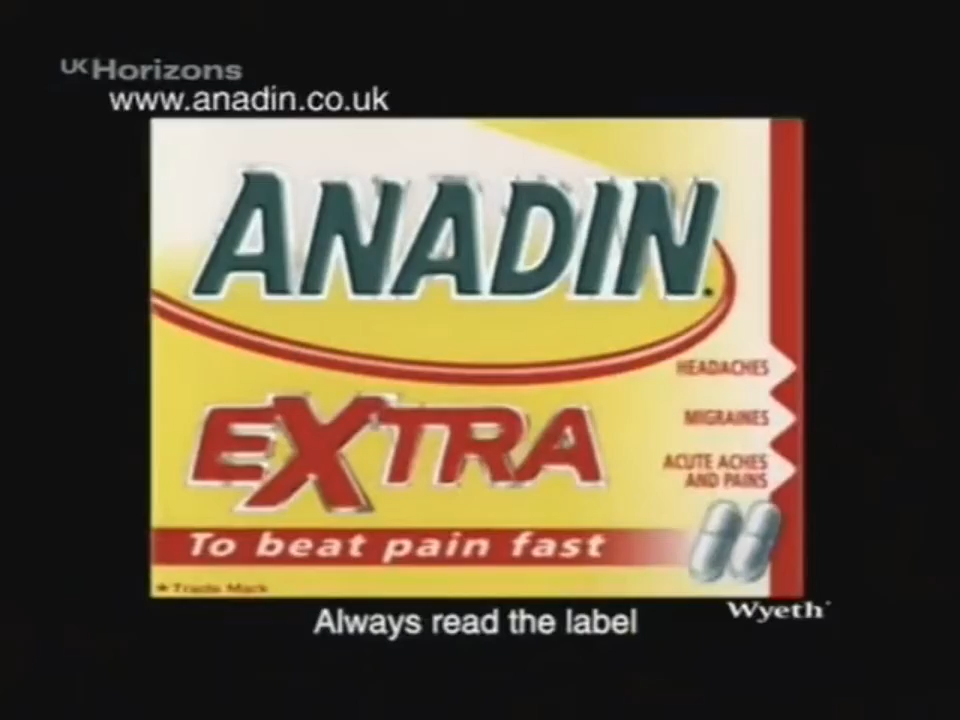 UKHorizons
www.anadin.co.uk
ANADIN
HEADACHES
MIGRAINES
EXTRA
ACUTE ACHES
AND PAINS
To beat pain fast
* Trade Mark
Wyeth
Always read the label